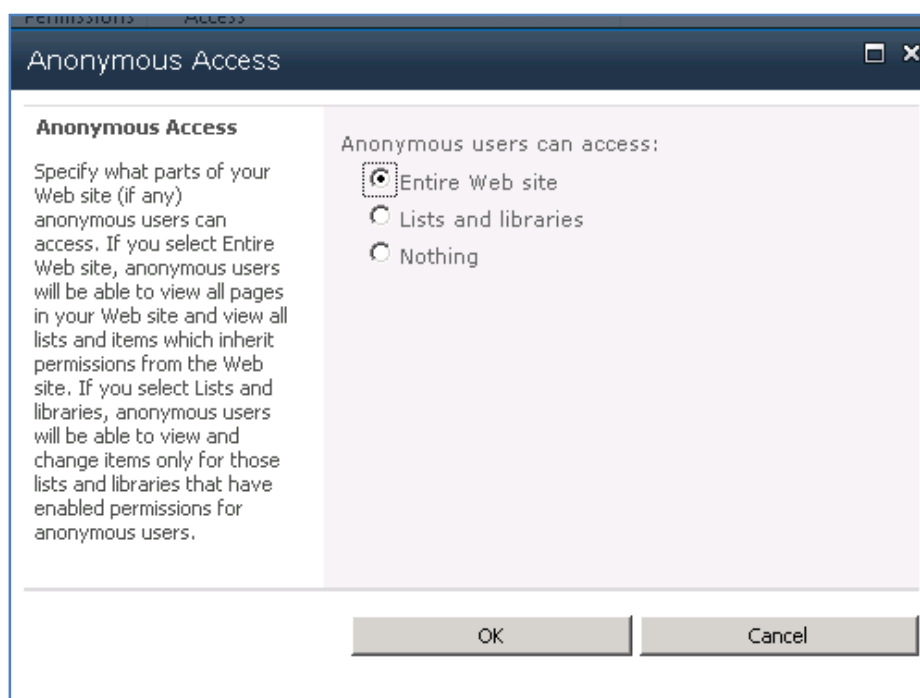 Permissions Access
Anonymous Access
Anonymous Access
Specify what parts of your
Web site (if any)
anonymous users can
access. If you select Entire
Web site, anonymous users
will be able to view all pages
in your Web site and view all
lists and items which inherit
permissions from the Web
site. If you select Lists and
libraries, anonymous users
will be able to view and
change items only for those
lists and libraries that have
enabled permissions for
anonymous users.
Anonymous users can access:
Entire Web site
Lists and libraries
Nothing
OK Cancel